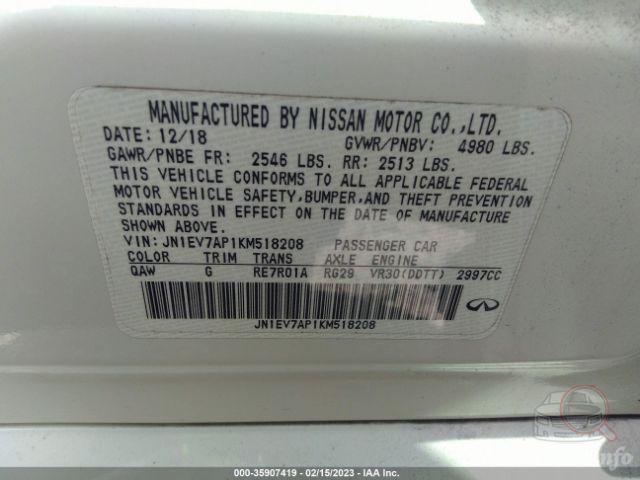 MANUFACTURED BY NISSAN MOTOR CO.,LTD.
DATE: 12/18 GVWR/PNBV: 4980 LBS.
GAWR/PNBE FR: 2546 LBS. RR: 2513 LBS.
THIS VEHICLE CONFORMS TO ALL APPLICABLE FEDERAL
MOTOR VEHICLE SAFETY,BUMPER,AND THEFT PREVENTION
STANDARDS IN EFFECT ON THE DATE OF MANUFACTURE
SHOWN ABOVE.
VIN: JN1EV7AP1KM518208 PASSENGER CAR
COLOR TRIM TRANS AXLE ENGINE
QAW G RE7R01A RG29 VR30(DDTT) 2997CC
JN1EV7AP1KM518208
000-35907419 - 02/15/2023 - IAA Inc.